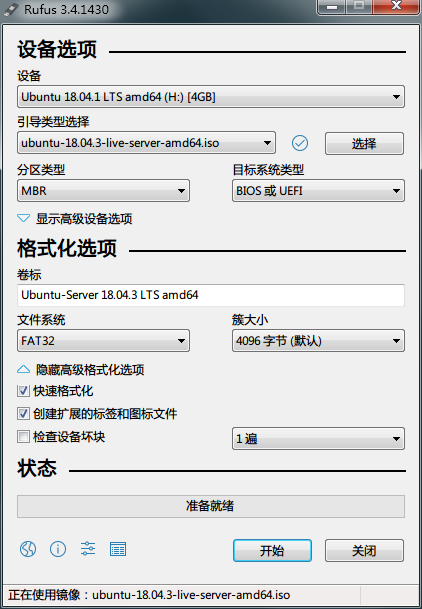 Rufus 3.4.1430
设备选项
设备
Ubuntu 18.04.1 LTS amd64 (H:) [4GB]
引导类型选择
ubuntu-18.04.3-live-server-amd64.iso
选择
分区类型
目标系统类型
MBR
BIOS 或 UEFI
显示高级设备选项
格式化选项
卷标
Ubuntu-Server 18.04.3 LTS amd64
文件系统
簇大小
FAT32
4096 字节 (默认)
隐藏高级格式化选项
快速格式化
创建扩展的标签和图标文件
检查设备坏块
1 遍
状态
准备就绪
开始
关闭
正在使用镜像：ubuntu-18.04.3-live-server-amd64.iso